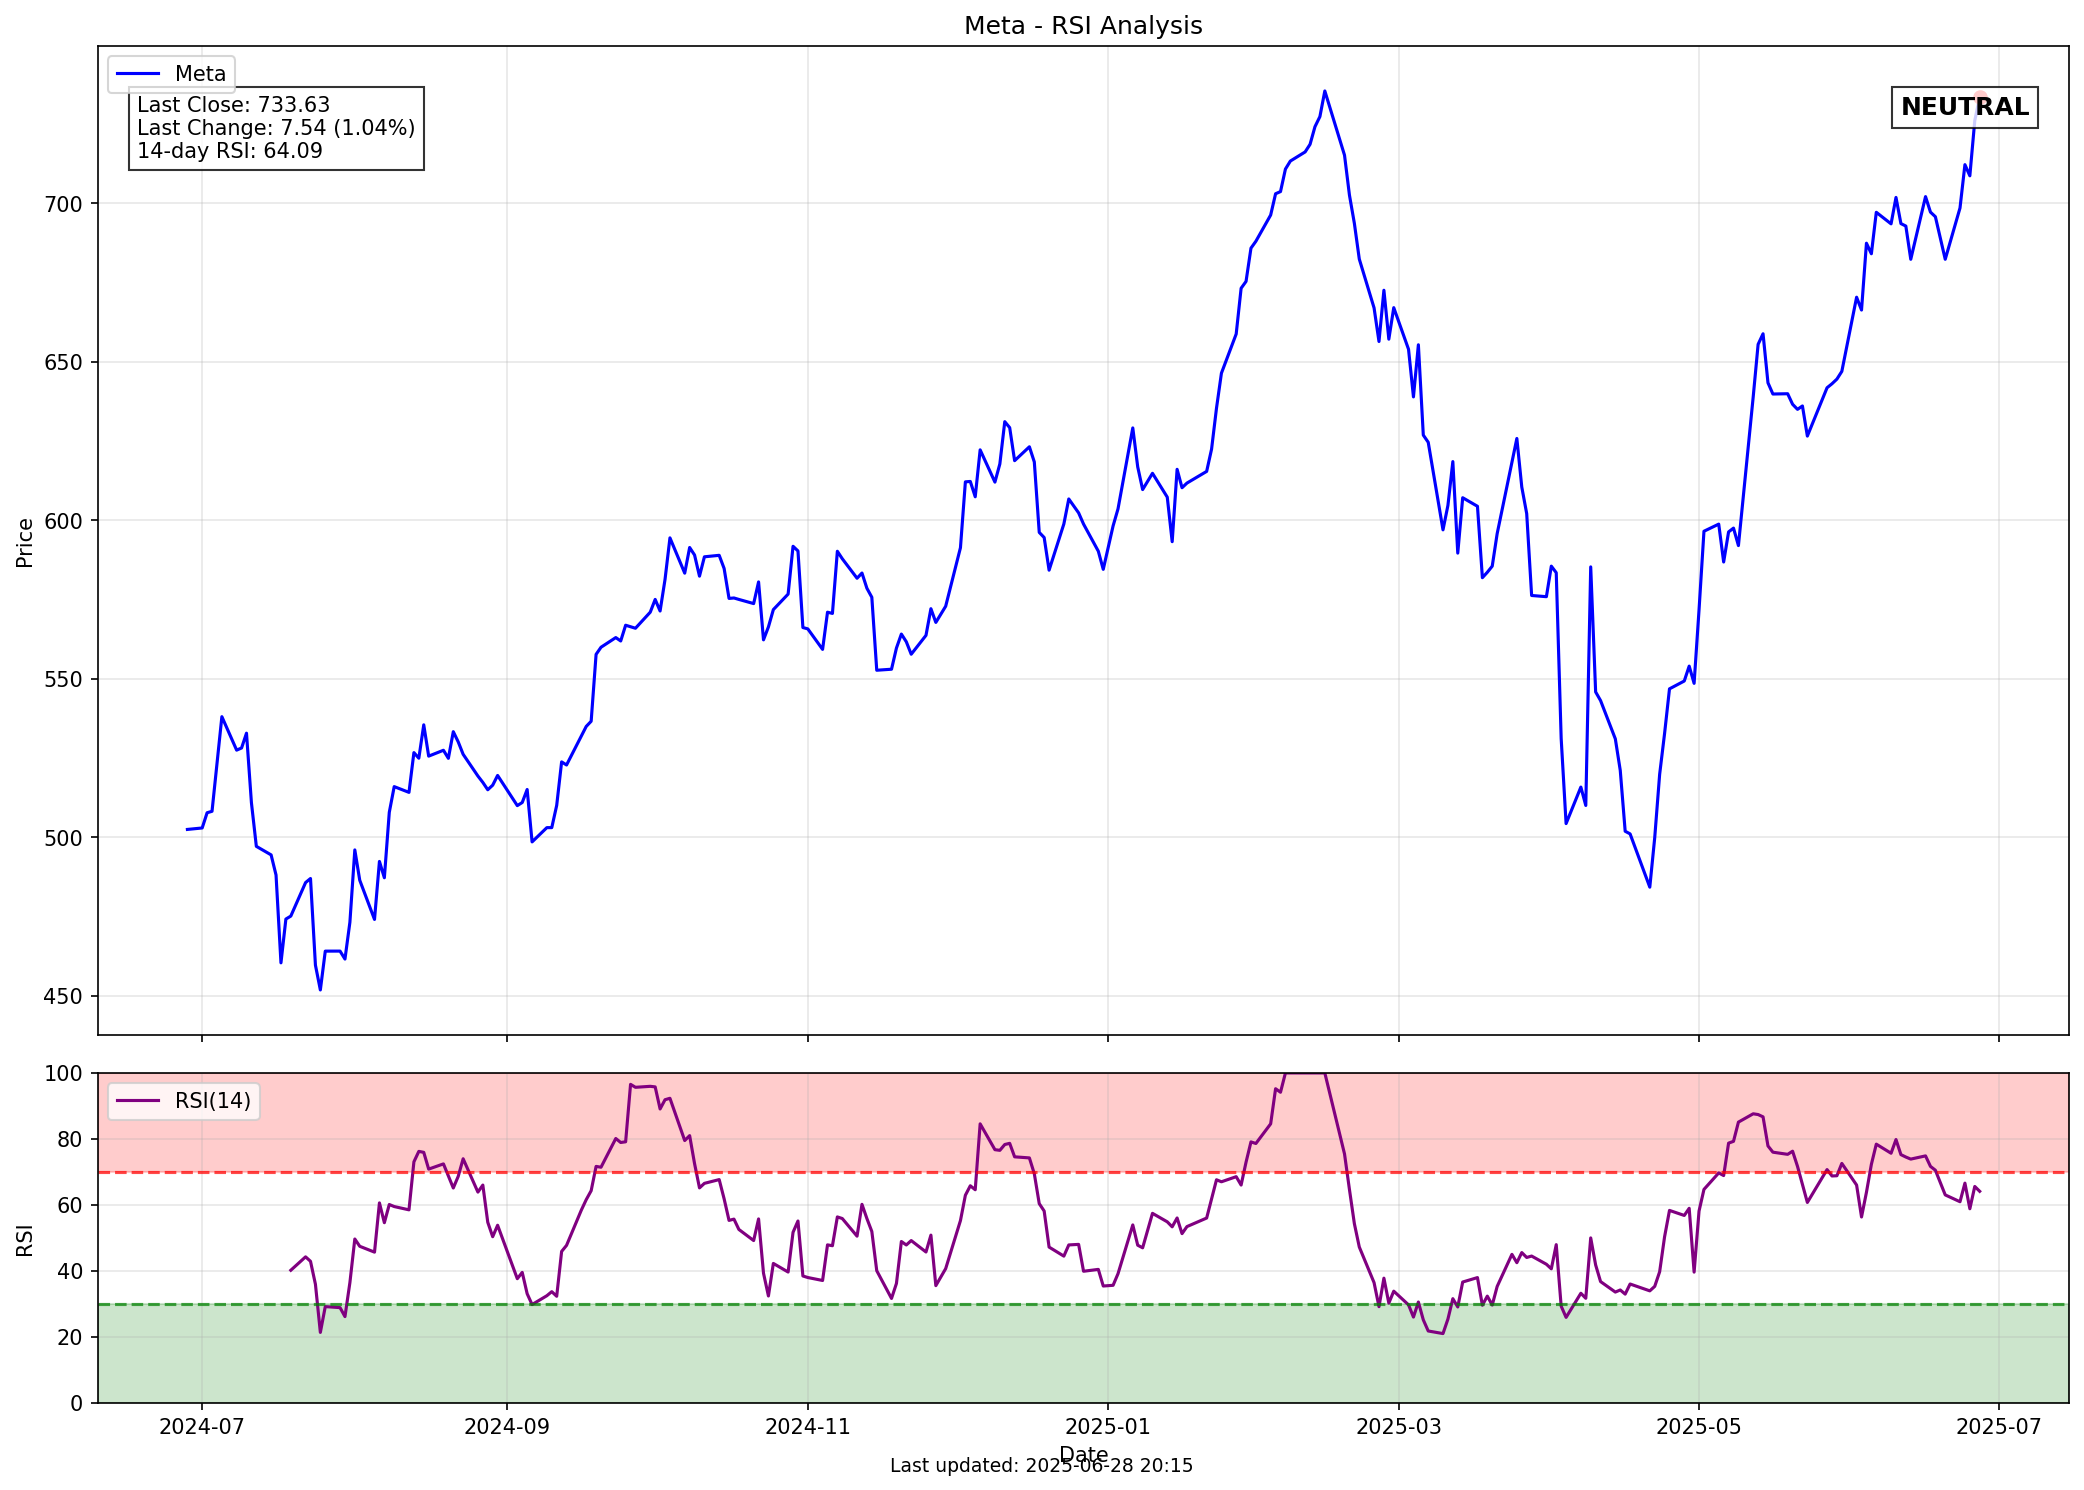 Meta - RSI Analysis
Meta
Last Close: 733.63
Last Change: 7.54 (1.04%)
14-day RSI: 64.09
NEUTRAL
Price
700
650
600
550
500
450
RSI
RSI(14)
100
80
60
40
20
0
2024-07
2024-09
2024-11
2025-01
2025-03
2025-05
2025-07
Date
Last updated: 2025-06-28 20:15